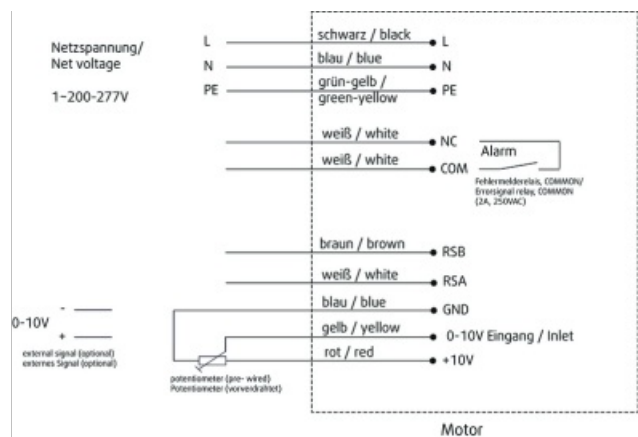 Netzspannung/
Net voltage
1~200-277V
L schwarz / black L
N blau / blue N
PE grün-gelb / green-yellow PE
weiß / white NC
Alarm
weiß / white COM
Fehlermelderelais, COMMON/
Errorsignal relay, COMMON
(2A, 250VAC)
braun / brown RSB
weiß / white RSA
blau / blue GND
0-10V
-
+
gelb / yellow 0-10V Eingang / Inlet
rot / red +10V
external signal (optional)
externes Signal (optional)
potentiometer (pre- wired)
Potentiometer (vorverdrahtet)
Motor